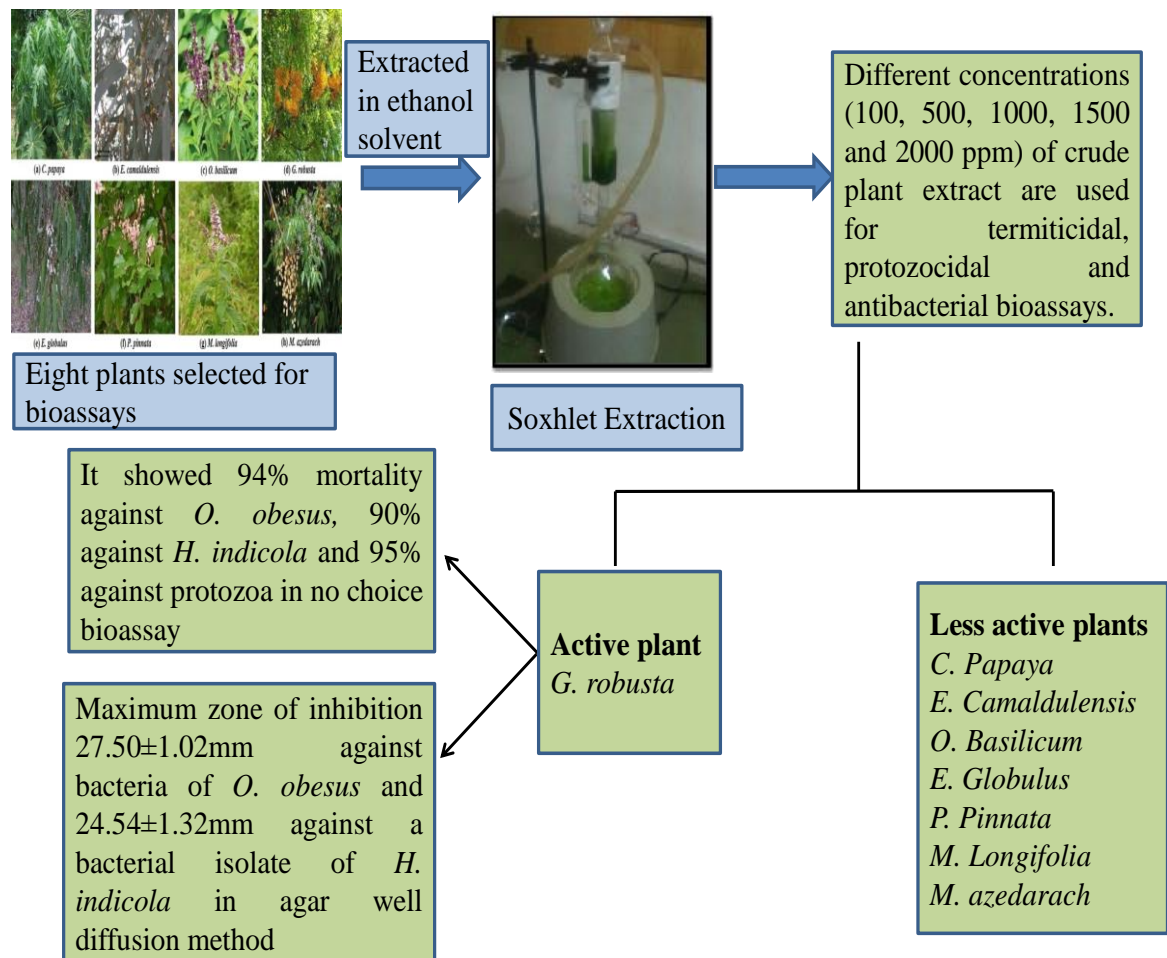 (a) C. papaya
(b) E. camaldulensis
(c) O. basilicum
(d) G. robusta
(e) E. globulus
(f) P. pinnata
(g) M. longifolia
(h) M. azedarach
Eight plants selected for
bioassays
Extracted
in ethanol
solvent
Soxhlet Extraction
Different concentrations
(100, 500, 1000, 1500
and 2000 ppm) of crude
plant extract are used
for termiticidal,
protozocidal and
antibacterial bioassays.
It showed 94% mortality
against O. obesus, 90%
against H. indicola and 95%
against protozoa in no choice
bioassay
Maximum zone of inhibition
27.50±1.02mm against
bacteria of O. obesus and
24.54±1.32mm against a
bacterial isolate of H.
indicola in agar well
diffusion method
Active plant
G. robusta
Less active plants
C. Papaya
E. Camaldulensis
O. Basilicum
E. Globulus
P. Pinnata
M. Longifolia
M. azedarach